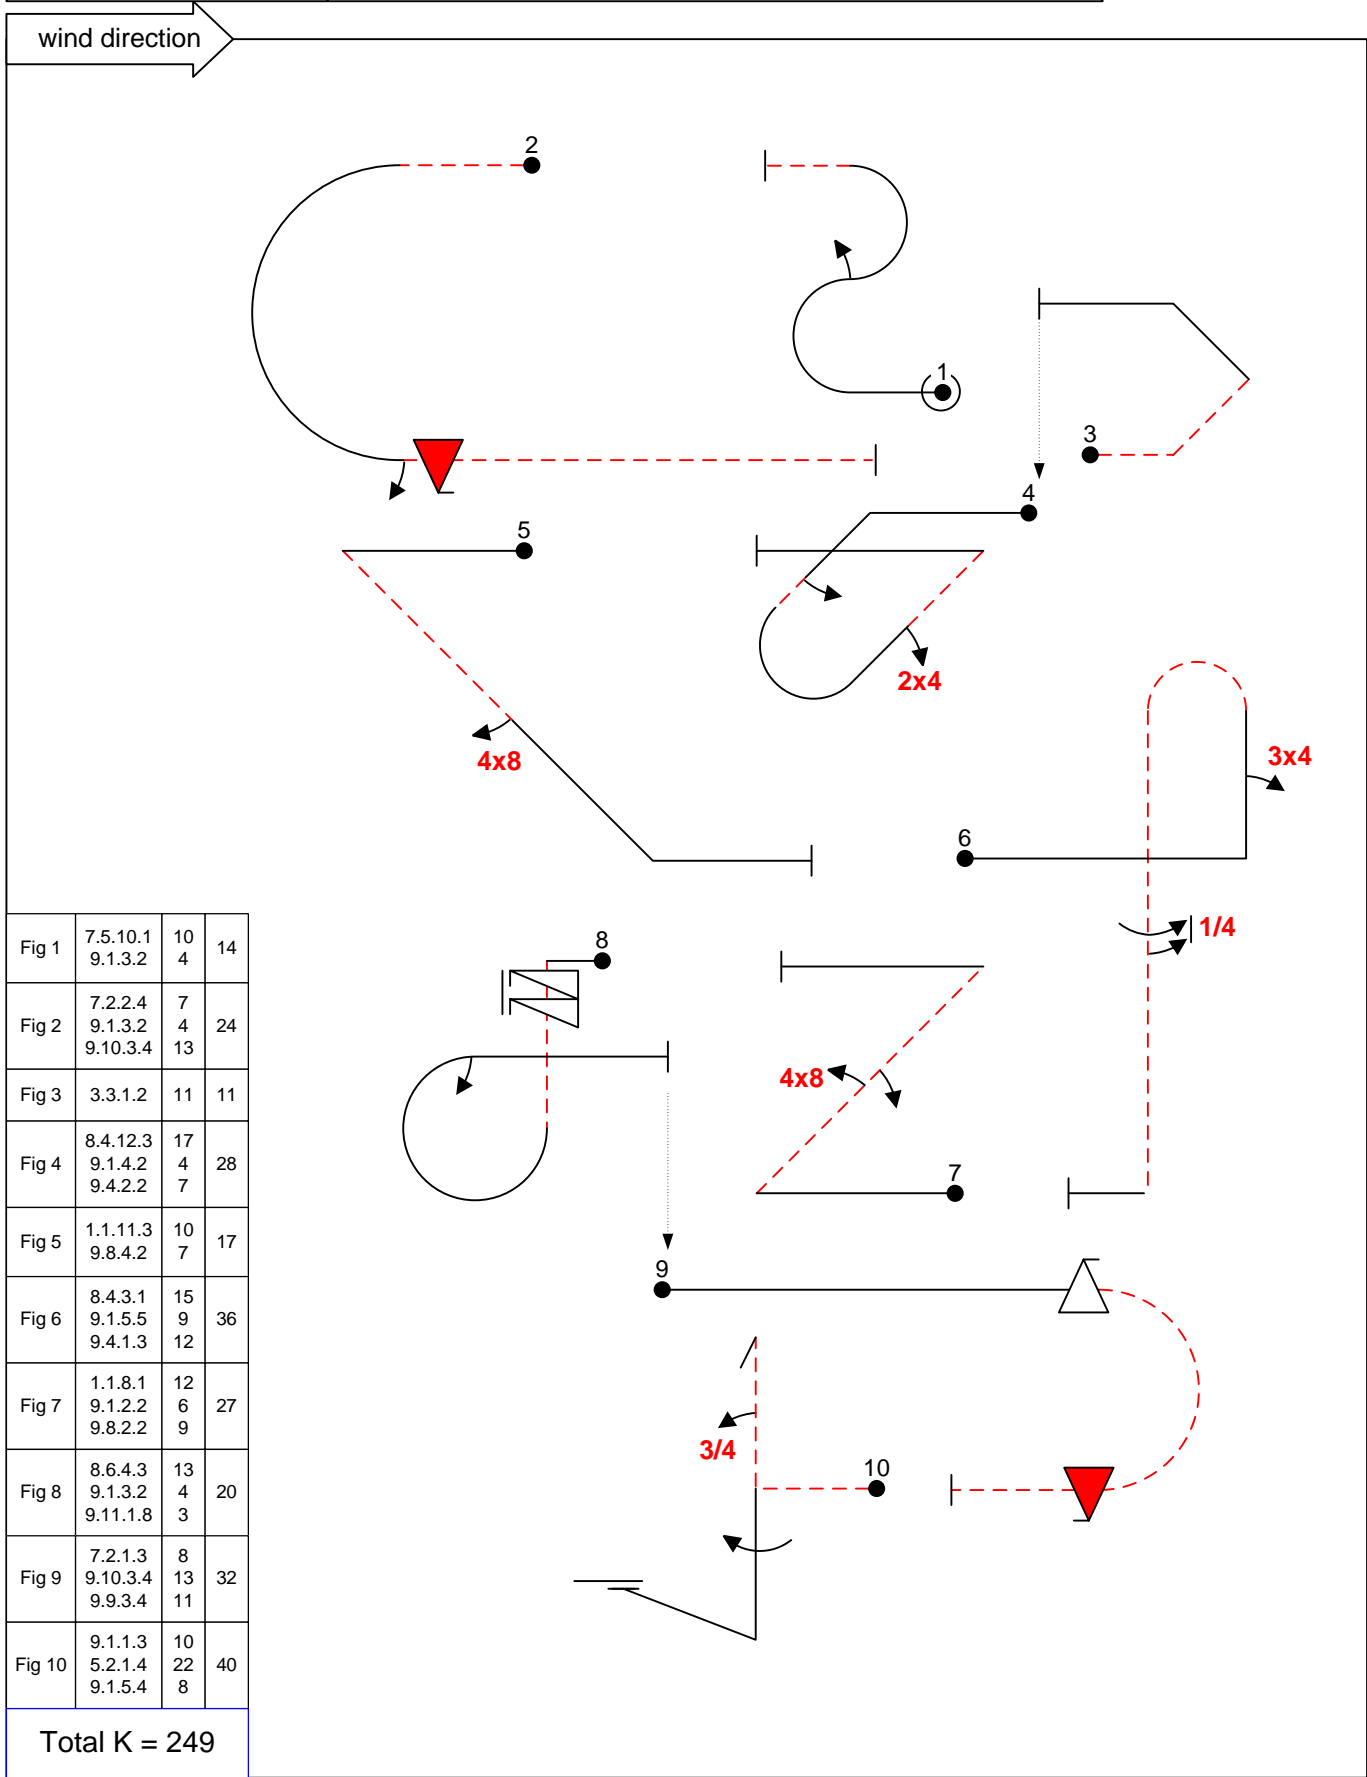 wind direction
2
1
3
4
5
2x4
4x8
3x4
6
1/4
8
4x8
7
9
3/4
10
Fig 1 7.5.10.1 10 14
9.1.3.2 4
Fig 2 7.2.2.4 7 24
9.1.3.2 4
9.10.3.4 13
Fig 3 3.3.1.2 11 11
Fig 4 8.4.12.3 17 28
9.1.4.2 4
9.4.2.2 7
Fig 5 1.1.11.3 10 17
9.8.4.2 7
Fig 6 8.4.3.1 15 36
9.1.5.5 9
9.4.1.3 12
Fig 7 1.1.8.1 12 27
9.1.2.2 6
9.8.2.2 9
Fig 8 8.6.4.3 13 20
9.1.3.2 4
9.11.1.8 3
Fig 9 7.2.1.3 8 32
9.10.3.4 13
9.9.3.4 11
Fig 10 9.1.1.3 10 40
5.2.1.4 22
9.1.5.4 8
Total K = 249